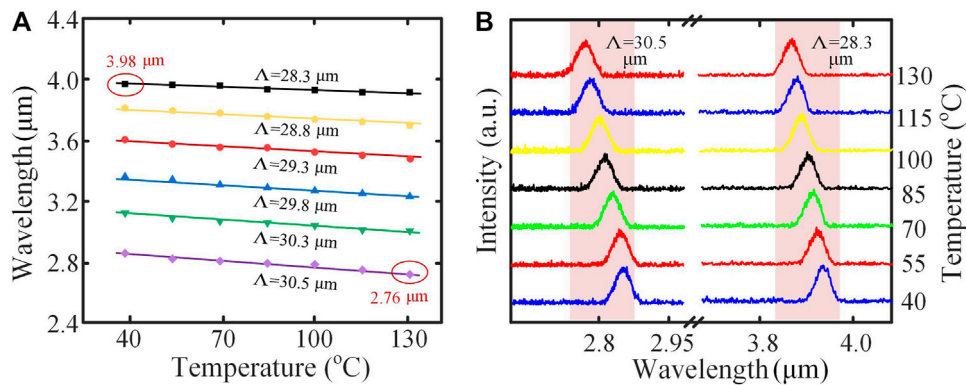 A
Wavelength (μm)
4.4
4.0
3.6
3.2
2.8
2.4
3.98 μm
Λ=28.3 μm
Λ=28.8 μm
Λ=29.3 μm
Λ=29.8 μm
Λ=30.3 μm
Λ=30.5 μm
2.76 μm
40 70 100 130
Temperature (°C)
B
Intensity (a.u.)
Λ=30.5
μm
Λ=28.3
μm
130
115
100
85
70
55
40
Temperature (°C)
2.8 2.95 3.8 4.0
Wavelength (μm)